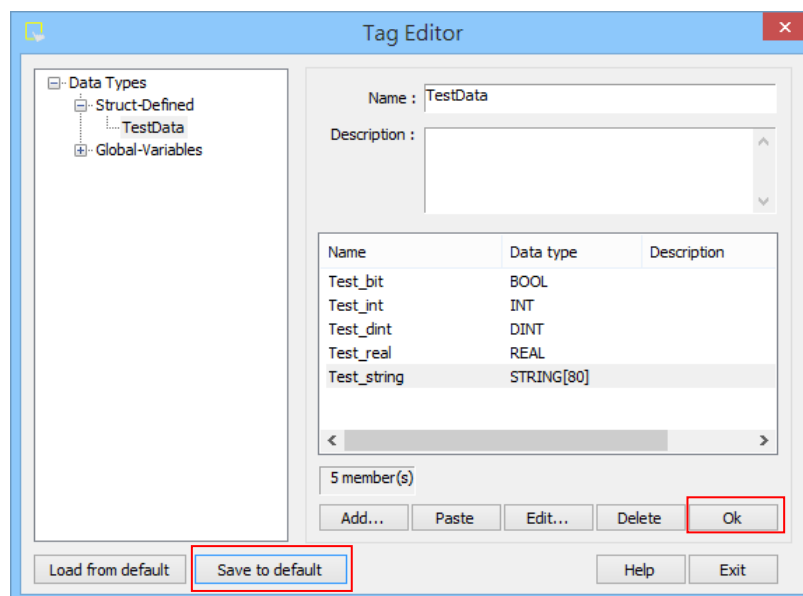 Tag Editor
Data Types
Struct-Defined
TestData
Global-Variables
Name : TestData
Description :
Name Data type Description
Test_bit BOOL
Test_int INT
Test_dint DINT
Test_real REAL
Test_string STRING[80]
5 member(s)
Add... Paste Edit... Delete Ok
Load from default Save to default Help Exit